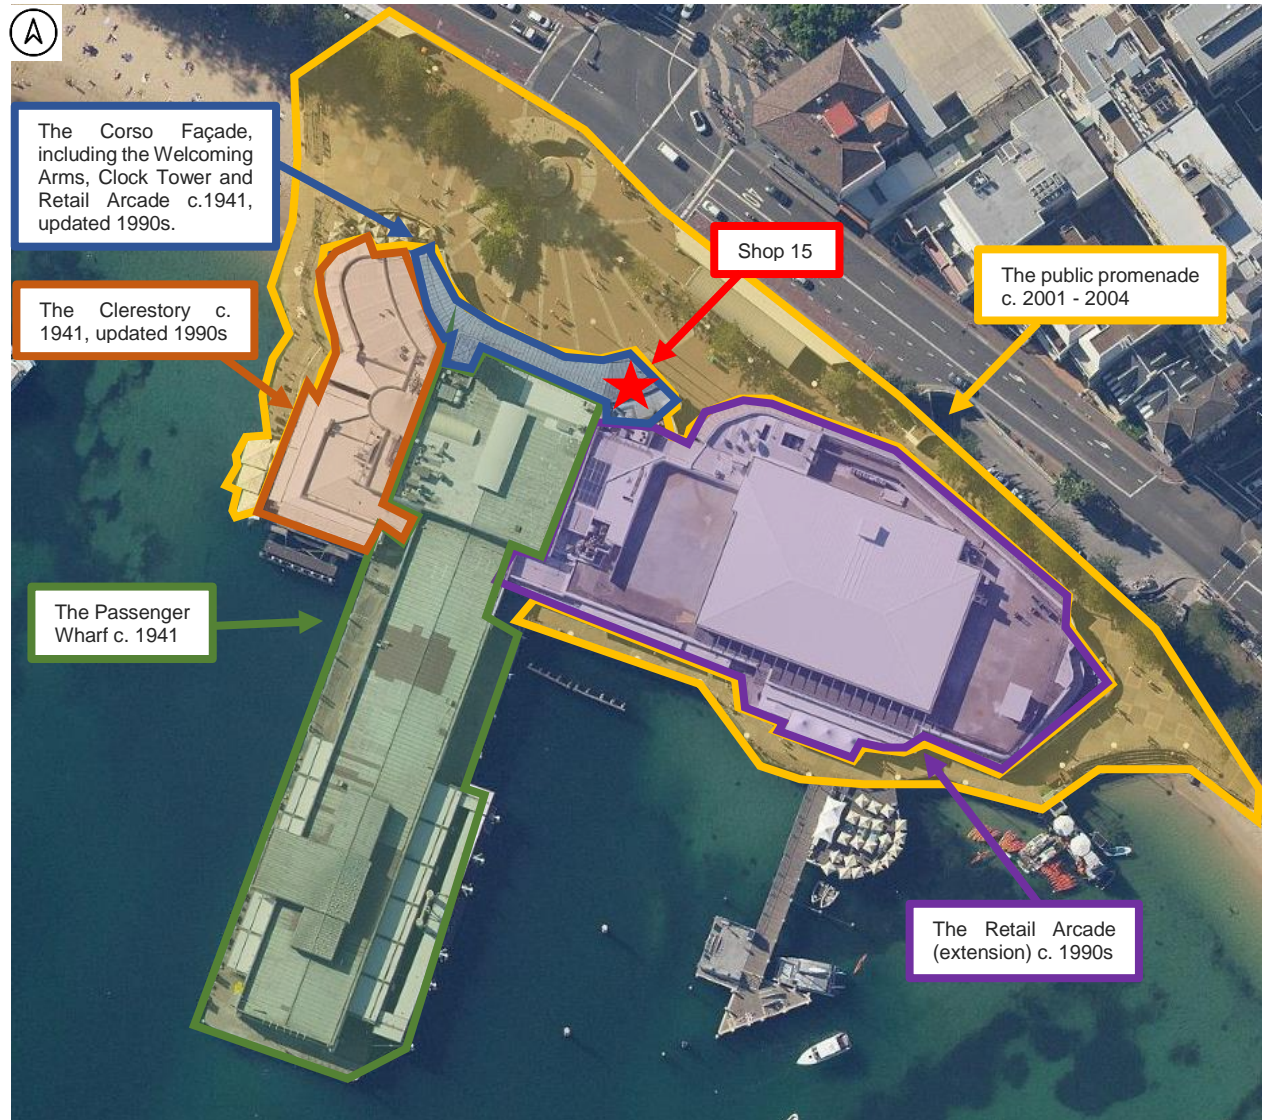 The Corso Façade,
including the Welcoming
Arms, Clock Tower and
Retail Arcade c.1941,
updated 1990s.
Shop 15
The public promenade
c. 2001 - 2004
The Clerestory c.
1941, updated 1990s
The Passenger
Wharf c. 1941
The Retail Arcade
(extension) c. 1990s